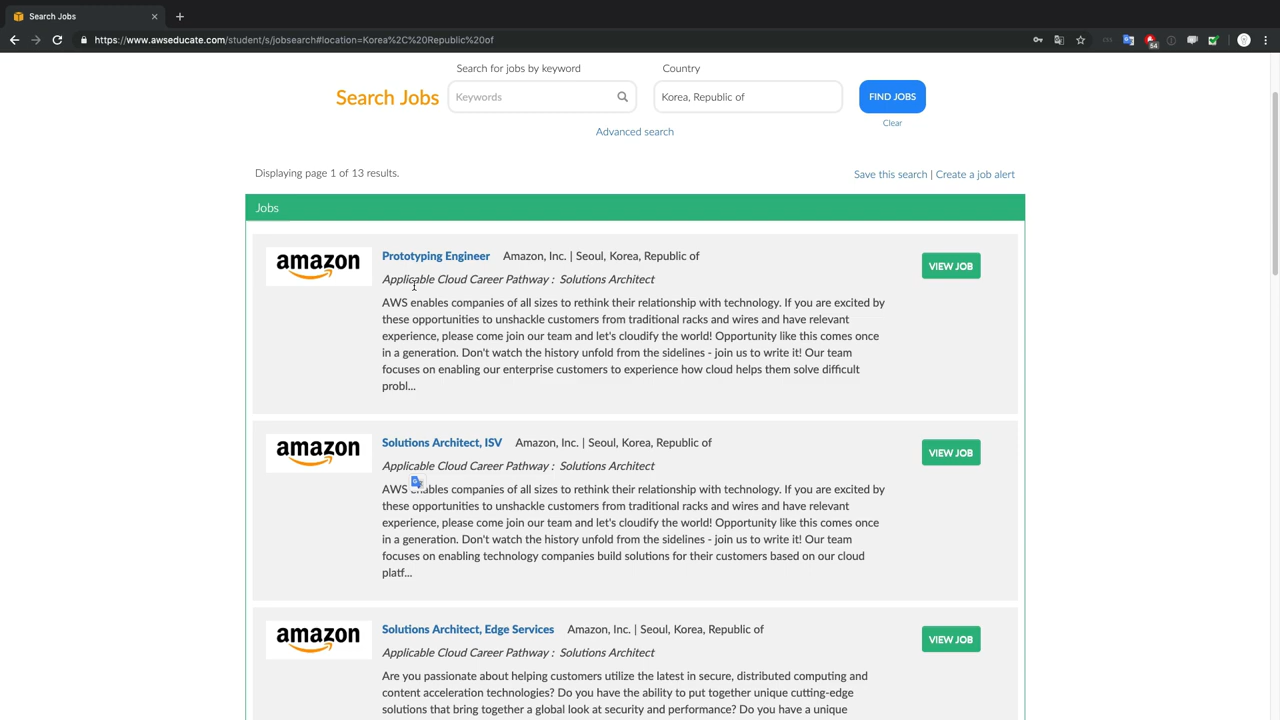 Search Jobs
https://www.awseducate.com/student/s/jobsearch#location=Korea%2C%20Republic%20of
54
Search for jobs by keyword
Country
Search Jobs
Keywords
Korea, Republic of
FIND JOBS
Clear
Advanced search
Displaying page 1 of 13 results.
Save this search | Create a job alert
Jobs
amazon
Prototyping Engineer Amazon, Inc. | Seoul, Korea, Republic of
VIEW JOB
Applicable Cloud Career Pathway : Solutions Architect
AWS enables companies of all sizes to rethink their relationship with technology. If you are excited by
these opportunities to unshackle customers from traditional racks and wires and have relevant
experience, please come join our team and let's cloudify the world! Opportunity like this comes once
in a generation. Don't watch the history unfold from the sidelines - join us to write it! Our team
focuses on enabling our enterprise customers to experience how cloud helps them solve difficult
probl...
amazon
Solutions Architect, ISV Amazon, Inc. | Seoul, Korea, Republic of
VIEW JOB
Applicable Cloud Career Pathway : Solutions Architect
AWS enables companies of all sizes to rethink their relationship with technology. If you are excited by
these opportunities to unshackle customers from traditional racks and wires and have relevant
experience, please come join our team and let's cloudify the world! Opportunity like this comes once
in a generation. Don't watch the history unfold from the sidelines - join us to write it! Our team
focuses on enabling technology companies build solutions for their customers based on our cloud
platf...
amazon
Solutions Architect, Edge Services Amazon, Inc. | Seoul, Korea, Republic of
VIEW JOB
Applicable Cloud Career Pathway : Solutions Architect
Are you passionate about helping customers utilize the latest in secure, distributed computing and
content acceleration technologies? Do you have the ability to put together unique cutting-edge
solutions that bring together a global look at security and performance? Do you have a unique